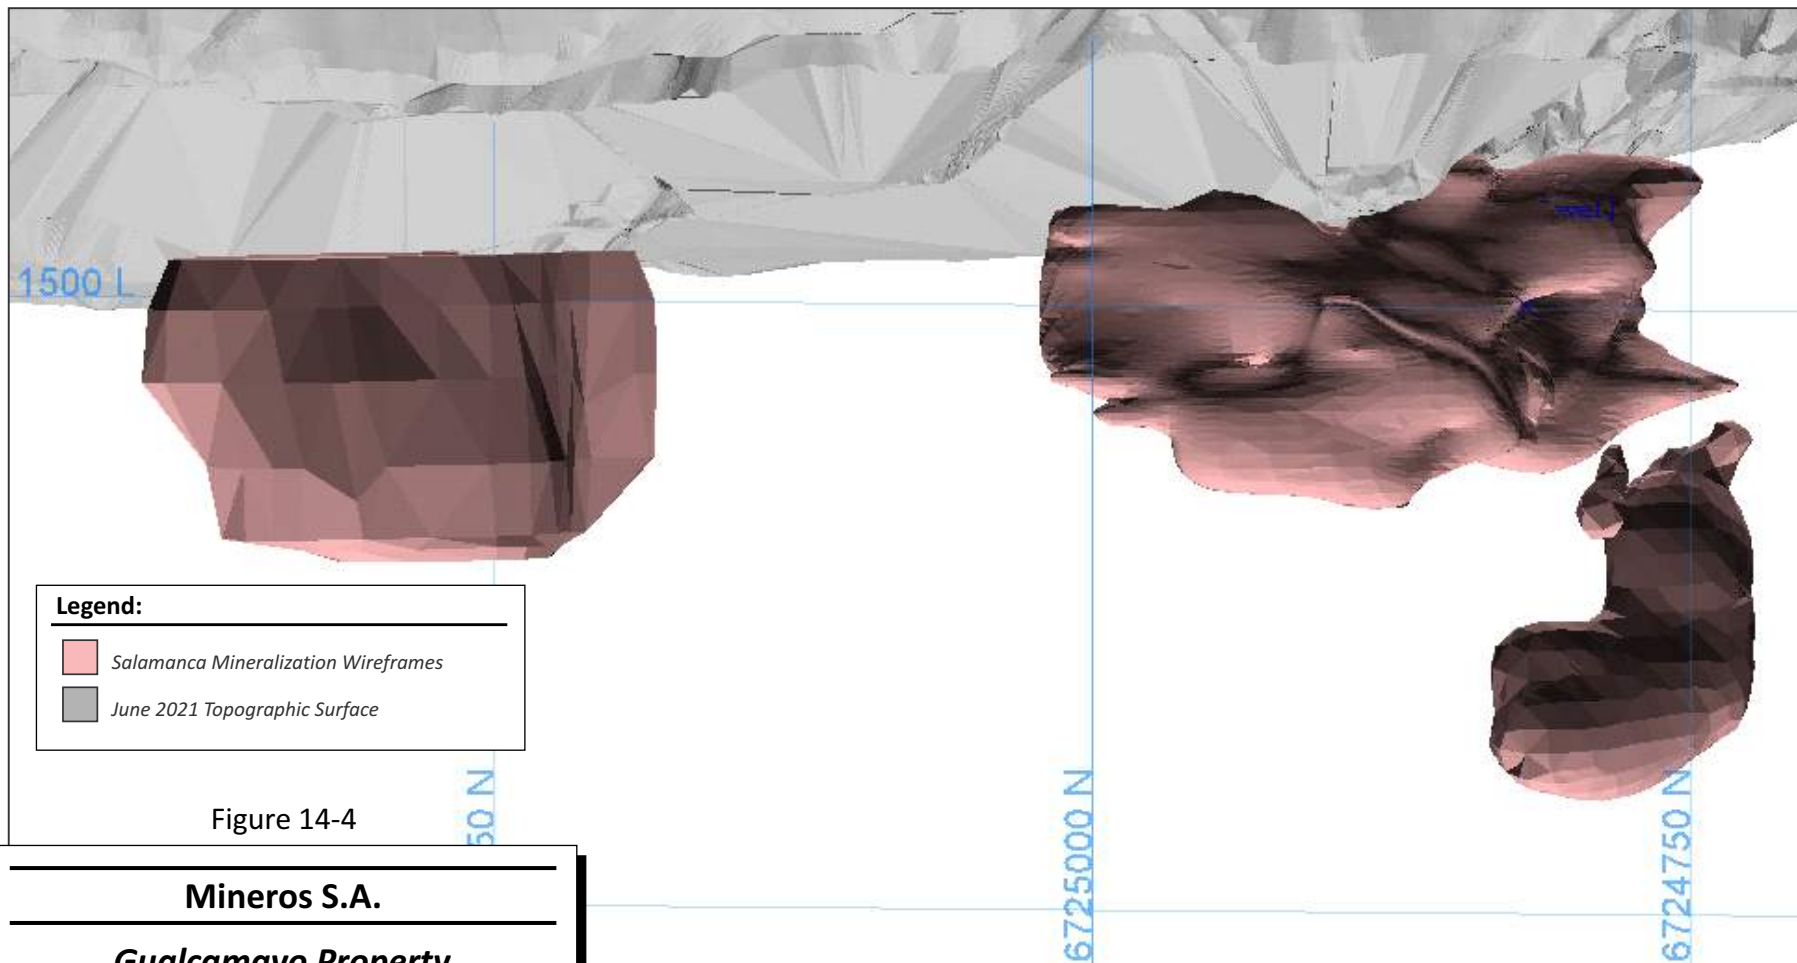 1500 L
Legend:
Salamanca Mineralization Wireframes
June 2021 Topographic Surface
Figure 14-4
50 N
6725000 N
6724750 N
Mineros S.A.
Gualcamayo Property